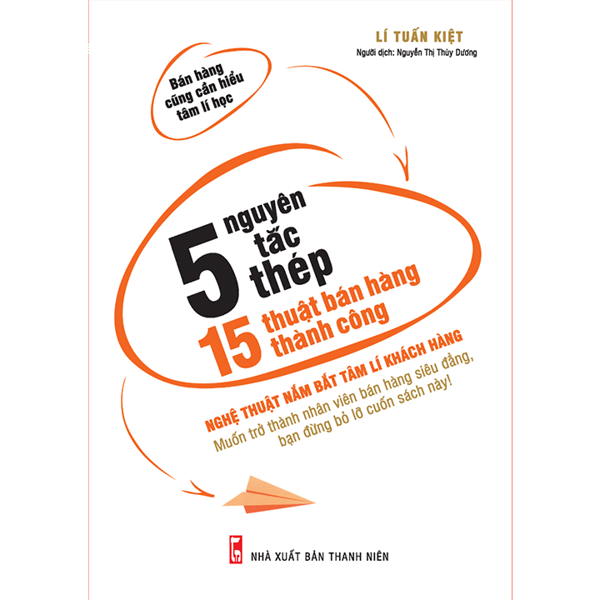 LÍ TUẤN KIỆT
Người dịch: Nguyễn Thị Thùy Dương
Bán hàng
cũng cần hiểu
tâm lí học
5 nguyên
tắc
thép
15 thuật bán hàng
thành công
NGHỆ THUẬT NẮM BẮT TÂM LÍ KHÁCH HÀNG
Muốn trở thành nhân viên bán hàng siêu đẳng,
bạn đừng bỏ lỡ cuốn sách này!
NHÀ XUẤT BẢN THANH NIÊN